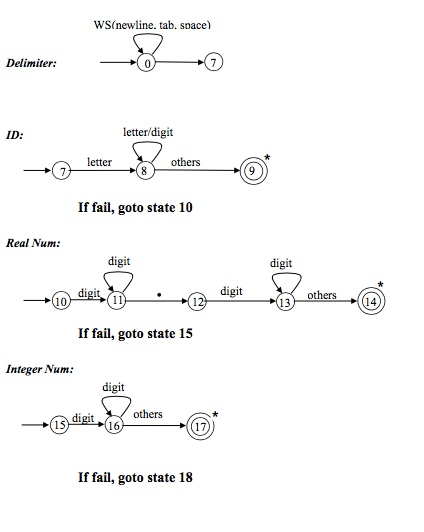 WS(newline, tab, space)
Delimiter:
0
7
ID:
letter/digit
letter
others
*
7
8
9
If fail, goto state 10
Real Num:
digit
digit
digit
.
digit
others
*
10
11
12
13
14
If fail, goto state 15
Integer Num:
digit
digit
others
*
15
16
17
If fail, goto state 18